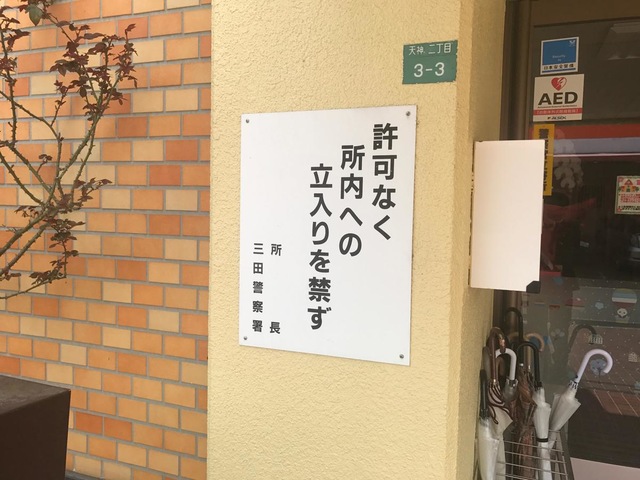 天神 二丁目
3-3
許可なく
所内への
立入りを禁ず
所長
三田警察署
AED